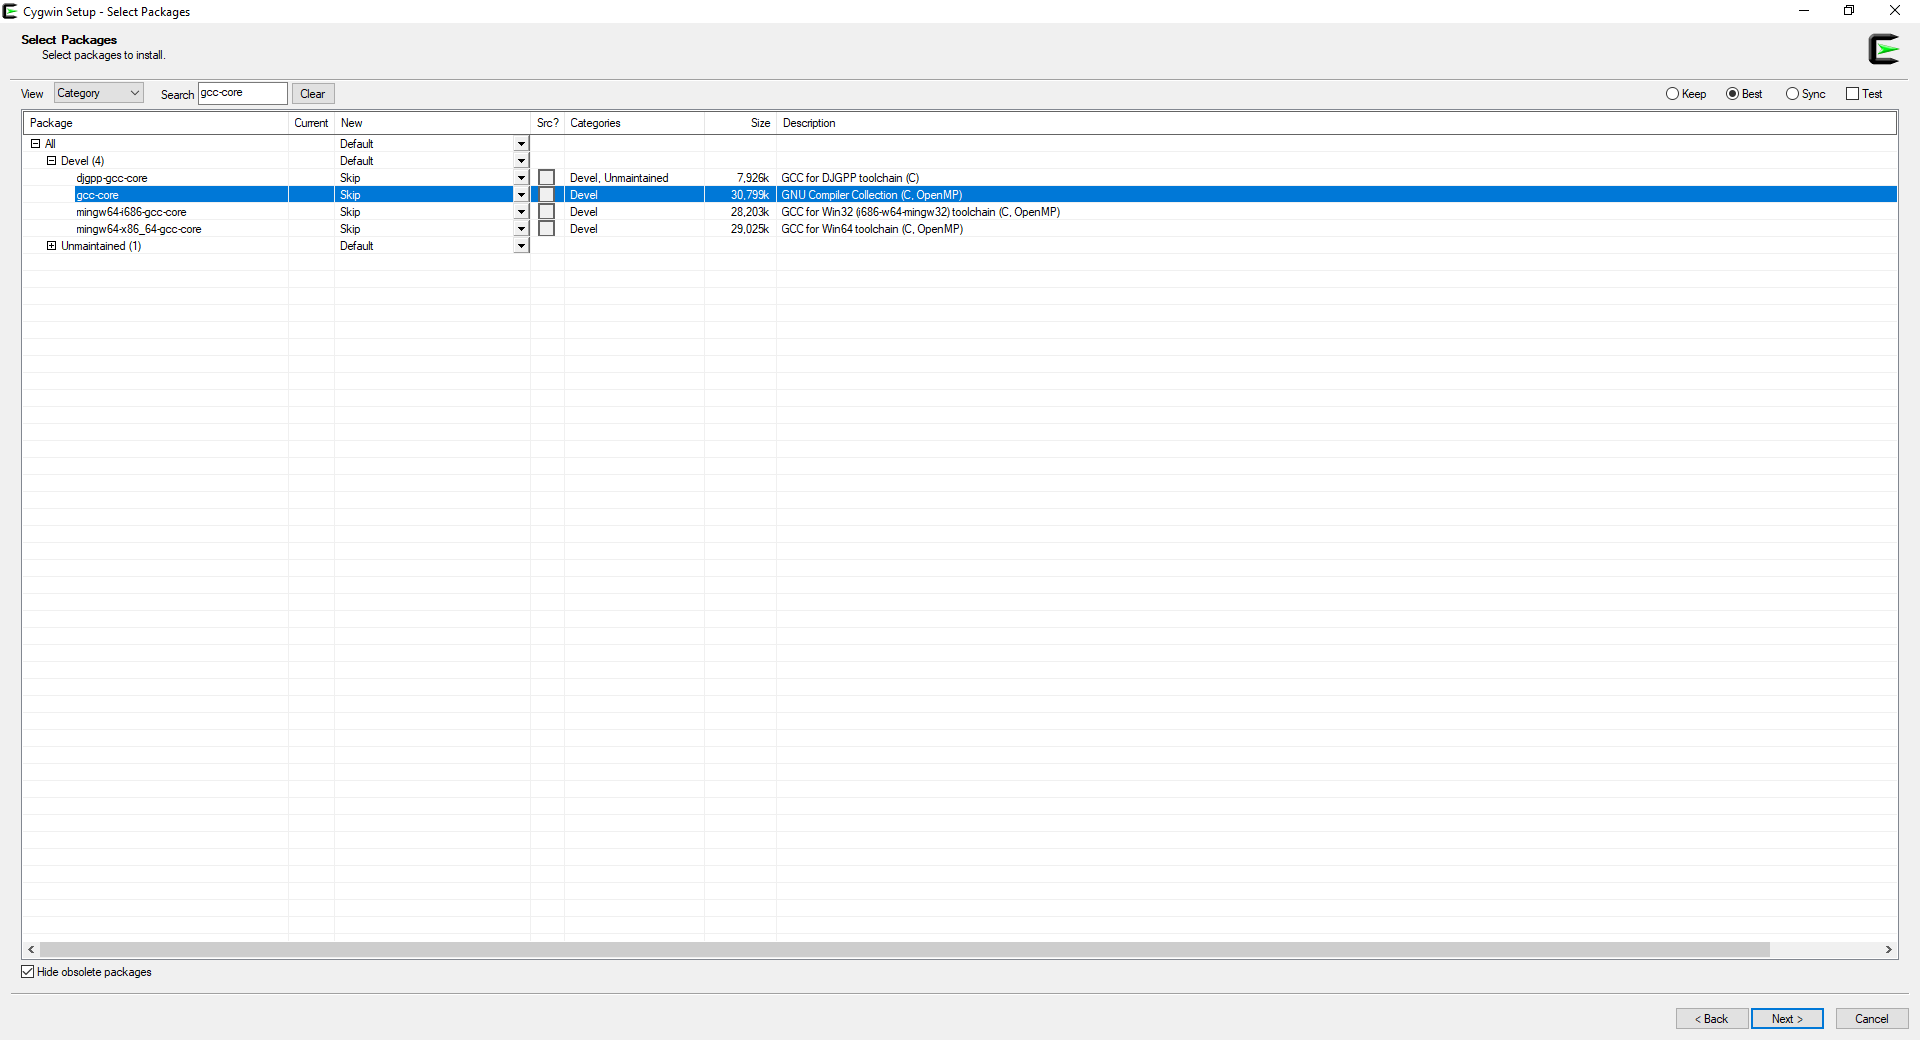 Cygwin Setup - Select Packages
Select Packages
Select packages to install.
View Category Search gcc-core Clear Keep Best Sync Test
Package Current New Src? Categories Size Description
All Default
Devel (4) Default
djgpp-gcc-core Skip Devel, Unmaintained 7,926k GCC for DJGPP toolchain (C)
gcc-core Skip Devel 30,799k GNU Compiler Collection (C, OpenMP)
mingw64-i686-gcc-core Skip Devel 28,203k GCC for Win32 (i686-w64-mingw32) toolchain (C, OpenMP)
mingw64-x86_64-gcc-core Skip Devel 29,025k GCC for Win64 toolchain (C, OpenMP)
Unmaintained (1) Default
Hide obsolete packages
< Back Next > Cancel